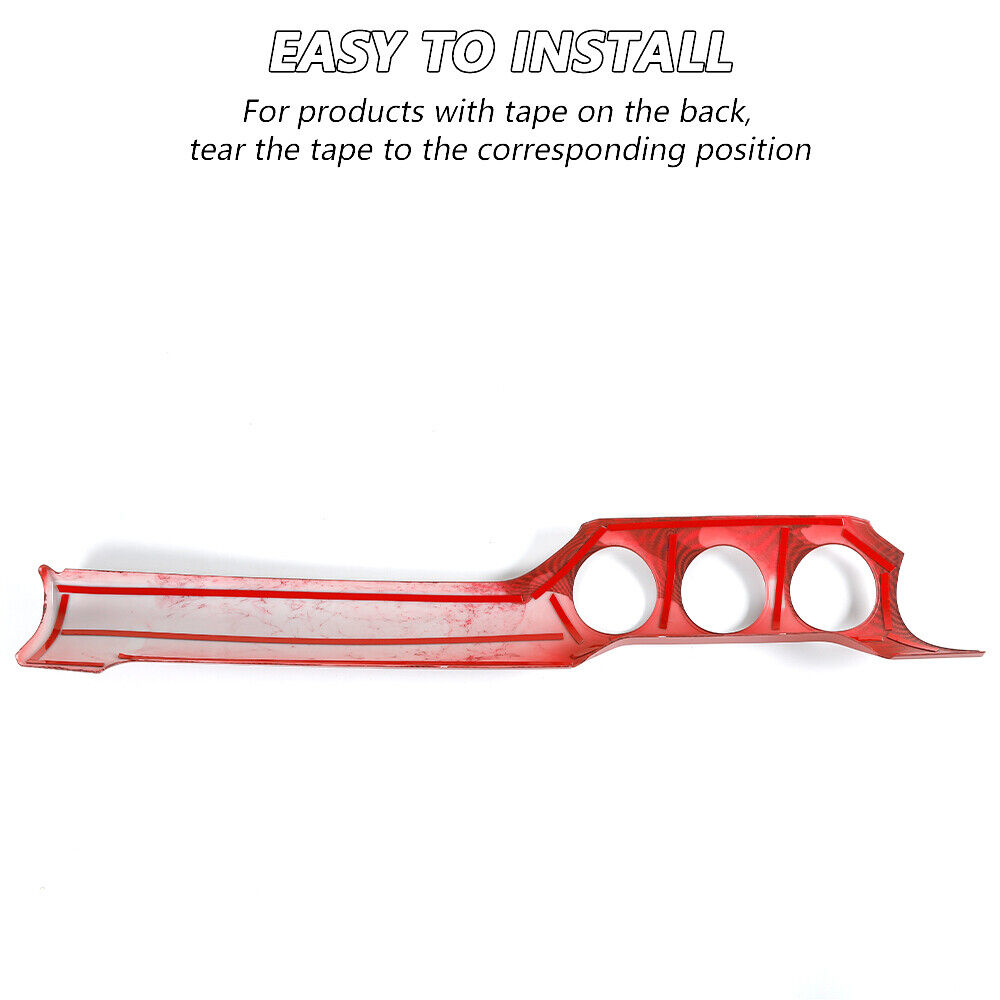 EASY TO INSTALL
For products with tape on the back,
tear the tape to the corresponding position